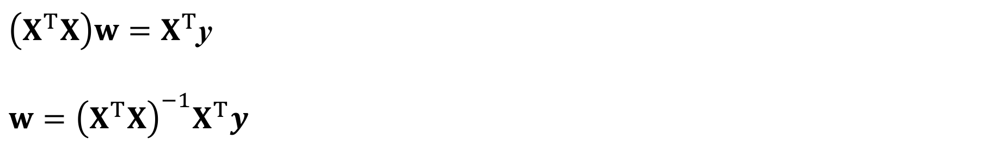 (𝐗ᵀ𝐗)𝐰 = 𝐗ᵀ𝒚
𝐰 = (𝐗ᵀ𝐗)⁻¹𝐗ᵀ𝒚